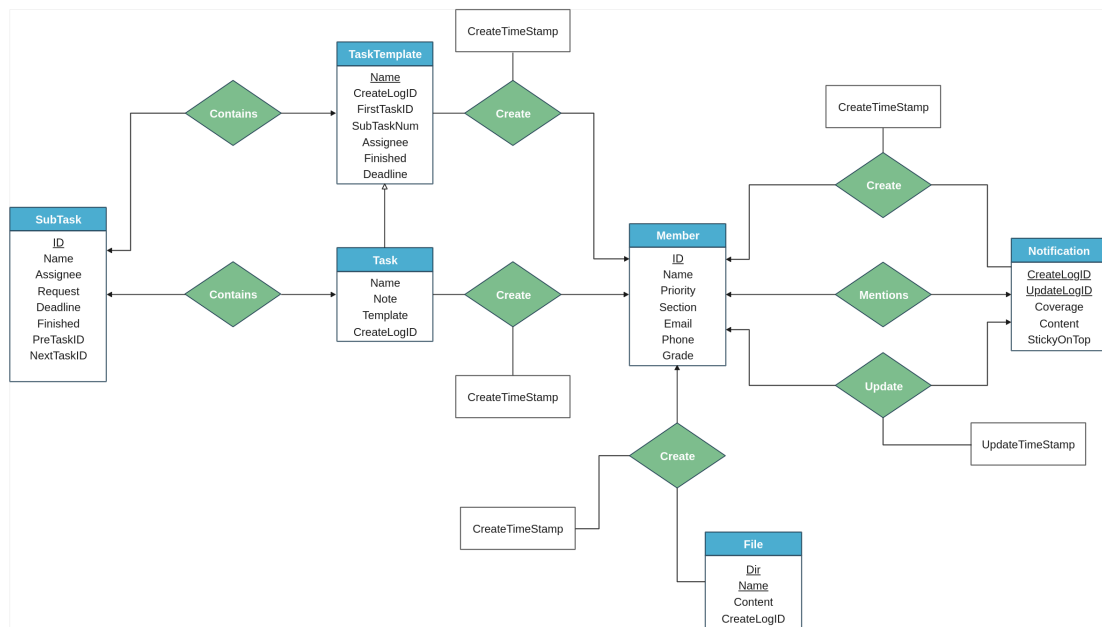 CreateTimeStamp
TaskTemplate
Name
CreateLogID
FirstTaskID
SubTaskNum
Assignee
Finished
Deadline
Contains
Create
CreateTimeStamp
Create
SubTask
ID
Name
Assignee
Request
Deadline
Finished
PreTaskID
NextTaskID
Contains
Task
Name
Note
Template
CreateLogID
Create
CreateTimeStamp
Member
ID
Name
Priority
Section
Email
Phone
Grade
Mentions
Notification
CreateLogID
UpdateLogID
Coverage
Content
StickyOnTop
Update
UpdateTimeStamp
Create
CreateTimeStamp
File
Dir
Name
Content
CreateLogID